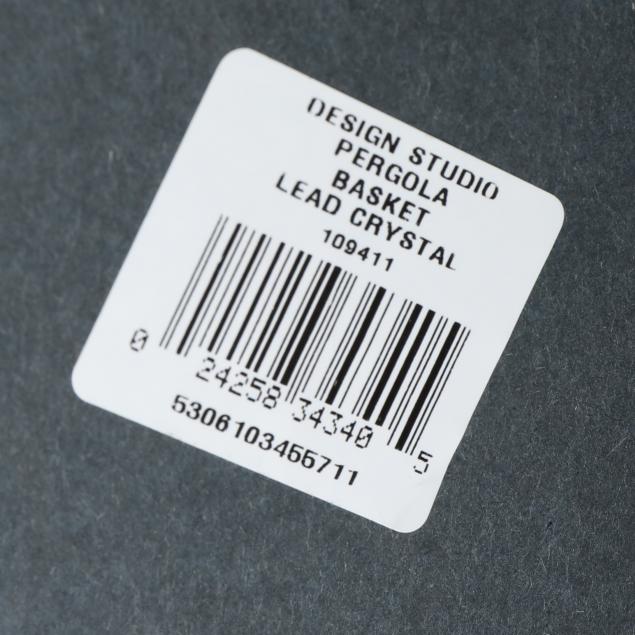 DESIGN STUDIO
PERGOLA
BASKET
LEAD CRYSTAL
109411
0 24258 34340 5
5306103455711